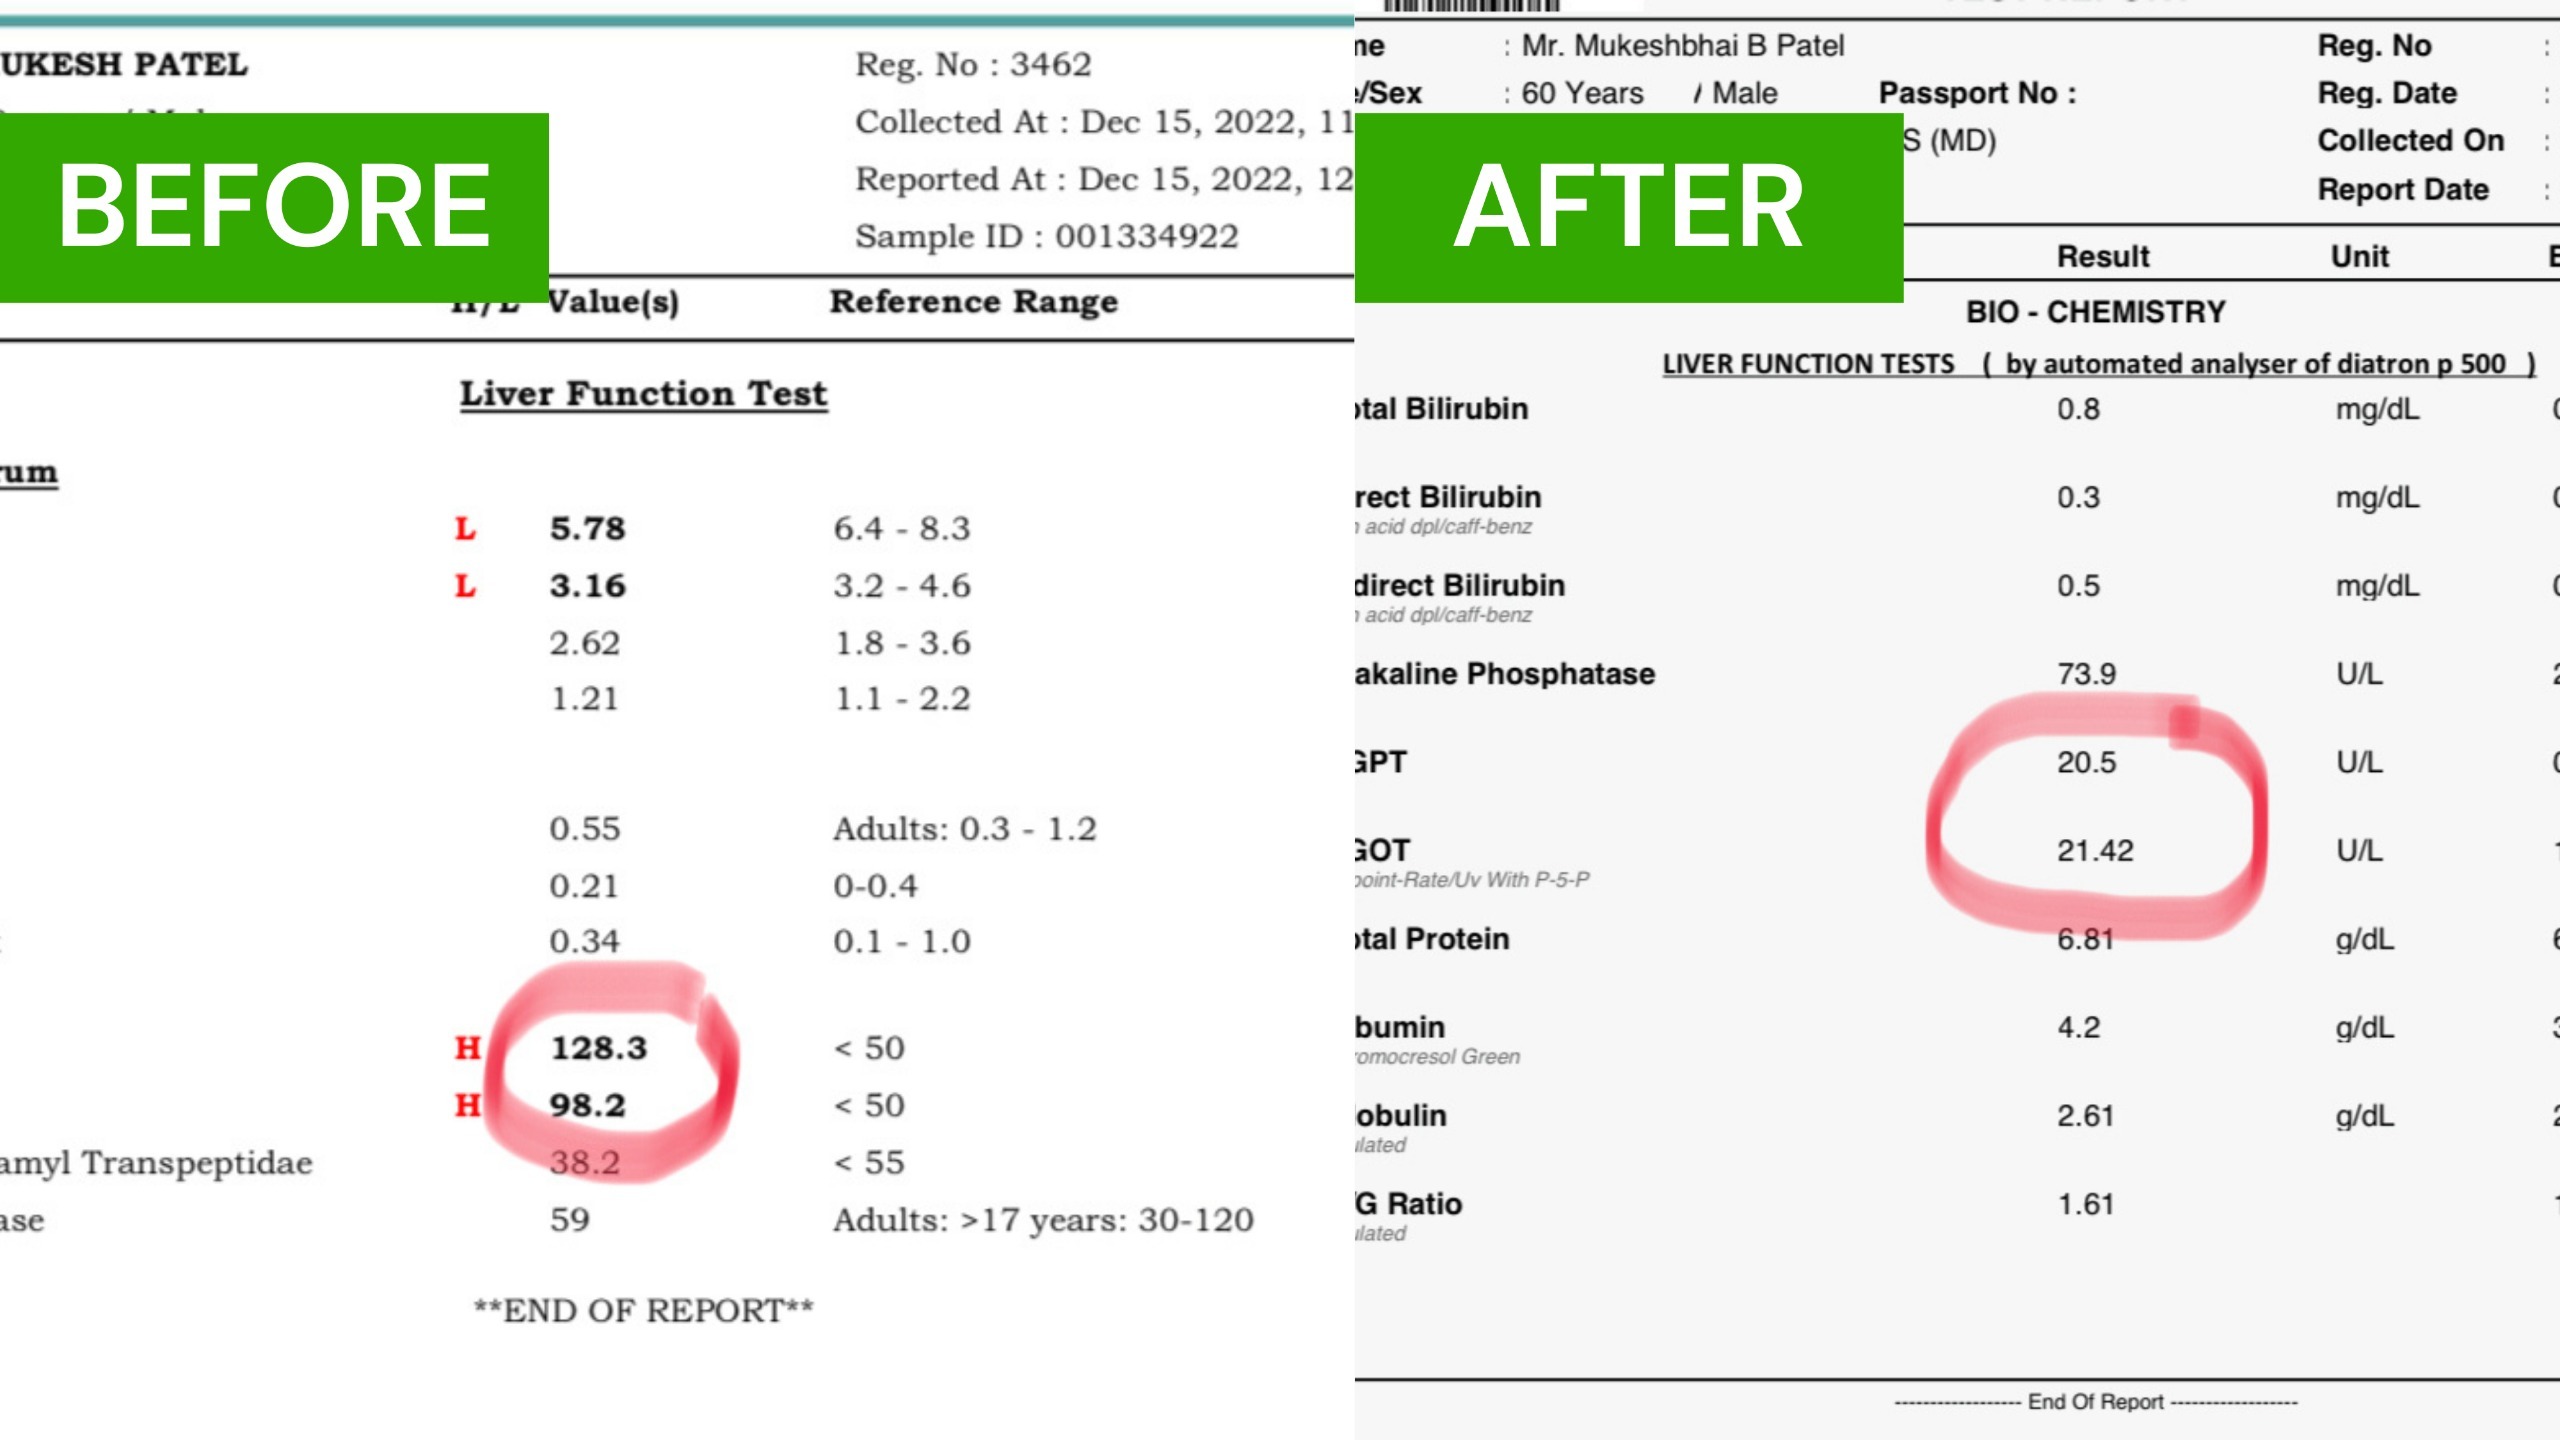 UKESH PATEL
Reg. No : 3462
Collected At : Dec 15, 2022, 11
Reported At : Dec 15, 2022, 12
Sample ID : 001334922
BEFORE
H/L Value(s) Reference Range
Liver Function Test
rum
L 5.78 6.4 - 8.3
L 3.16 3.2 - 4.6
2.62 1.8 - 3.6
1.21 1.1 - 2.2
0.55 Adults: 0.3 - 1.2
0.21 0-0.4
0.34 0.1 - 1.0
H 128.3 < 50
H 98.2 < 50
amyl Transpeptidae 38.2 < 55
ase 59 Adults: >17 years: 30-120
**END OF REPORT**
me : Mr. Mukeshbhai B Patel Reg. No :
e/Sex : 60 Years / Male Passport No : Reg. Date :
S (MD) Collected On :
Report Date :
AFTER
Result Unit
BIO - CHEMISTRY
LIVER FUNCTION TESTS ( by automated analyser of diatron p 500 )
otal Bilirubin 0.8 mg/dL
rect Bilirubin 0.3 mg/dL
acid dpl/caff-benz
direct Bilirubin 0.5 mg/dL
acid dpl/caff-benz
akaline Phosphatase 73.9 U/L
GPT 20.5 U/L
GOT 21.42 U/L
point-Rate/Uv With P-5-P
otal Protein 6.81 g/dL
bumin 4.2 g/dL
romocresol Green
lobulin 2.61 g/dL
ulated
/G Ratio 1.61
ulated
------------------ End Of Report ------------------